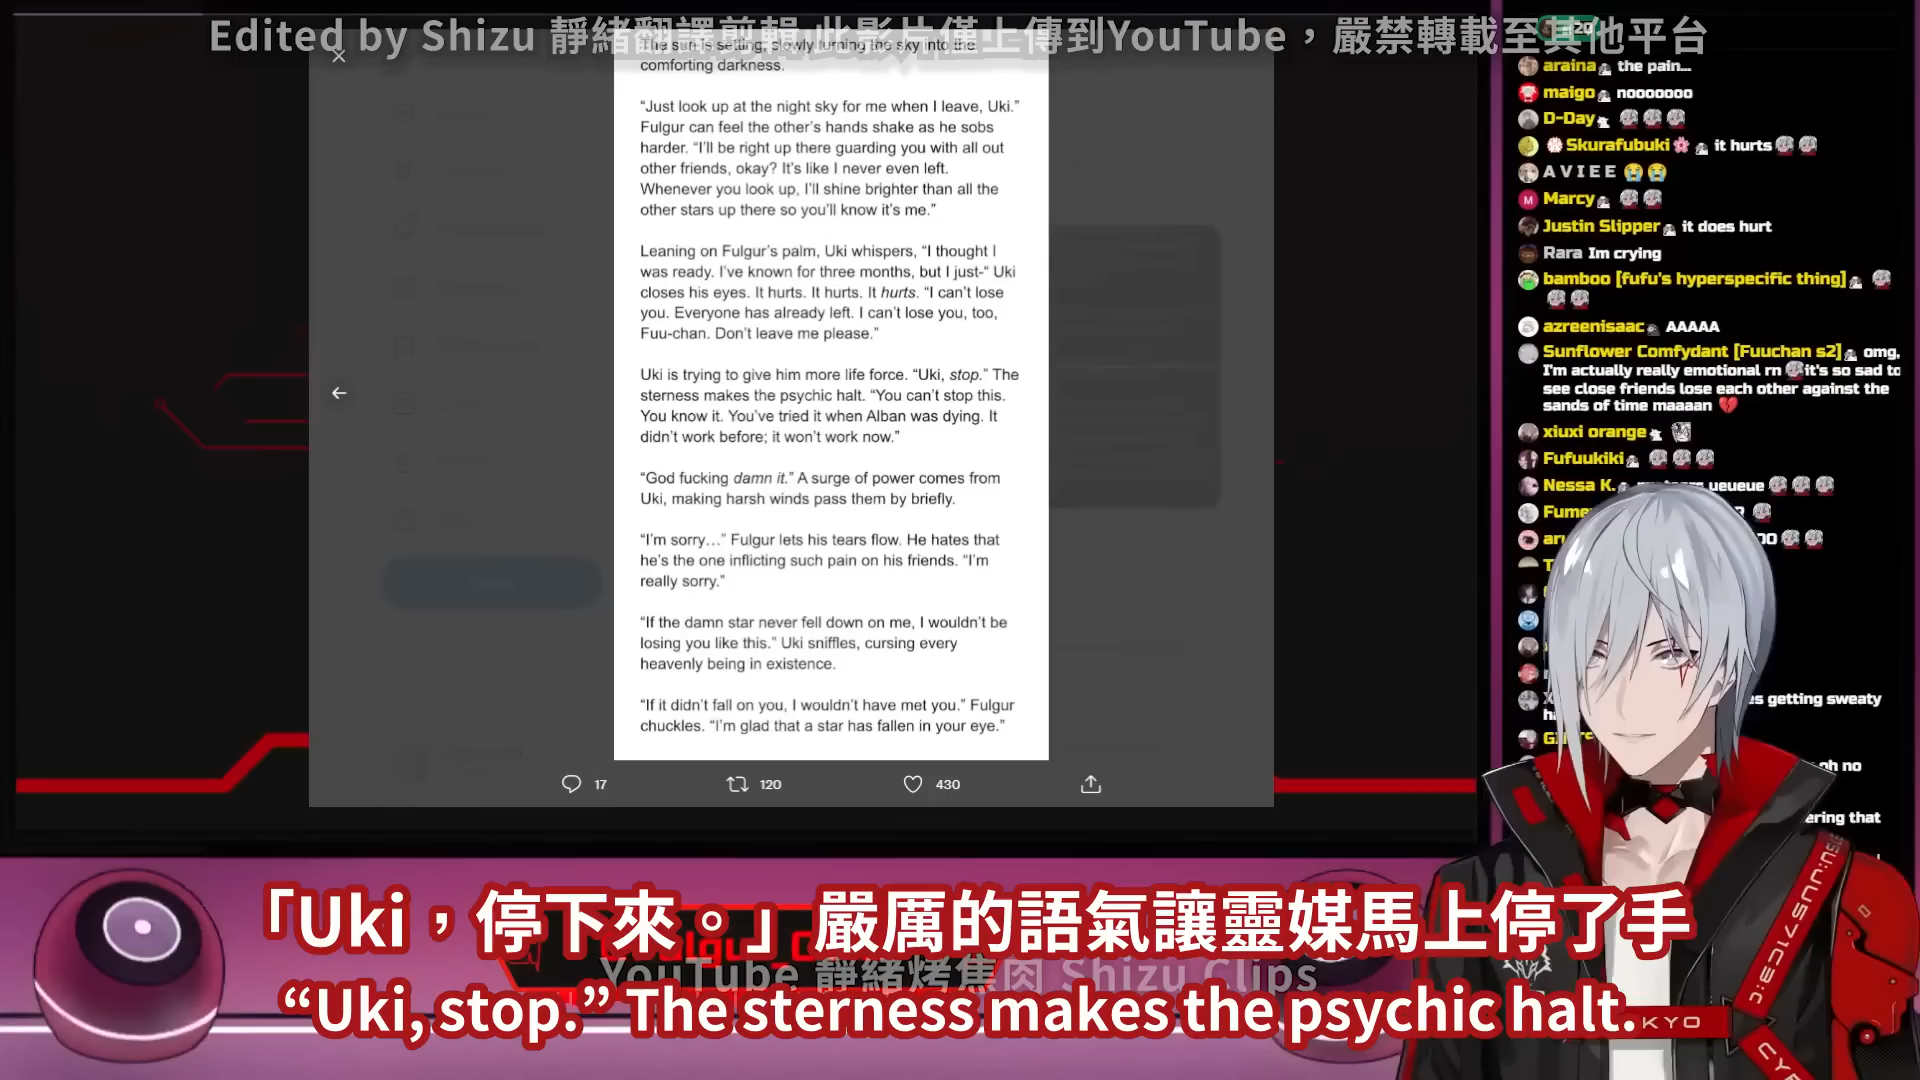 Edited by Shizu 靜緒翻譯剪輯 此影片僅上傳到YouTube，嚴禁轉載至其他平台
The sun is setting, slowly turning the sky into the
comforting darkness.
“Just look up at the night sky for me when I leave, Uki.”
Fulgur can feel the other’s hands shake as he sobs
harder. “I’ll be right up there guarding you with all out
other friends, okay? It’s like I never even left.
Whenever you look up, I’ll shine brighter than all the
other stars up there so you’ll know it’s me.”
Leaning on Fulgur’s palm, Uki whispers, “I thought I
was ready. I’ve known for three months, but I just-“ Uki
closes his eyes. It hurts. It hurts. It hurts. “I can’t lose
you. Everyone has already left. I can’t lose you, too,
Fuu-chan. Don’t leave me please.”
Uki is trying to give him more life force. “Uki, stop.” The
sterness makes the psychic halt. “You can’t stop this.
You know it. You’ve tried it when Alban was dying. It
didn’t work before; it won’t work now.”
“God fucking damn it.” A surge of power comes from
Uki, making harsh winds pass them by briefly.
“I’m sorry…” Fulgur lets his tears flow. He hates that
he’s the one inflicting such pain on his friends. “I’m
really sorry.”
“If the damn star never fell down on me, I wouldn’t be
losing you like this.” Uki sniffles, cursing every
heavenly being in existence.
“If it didn’t fall on you, I wouldn’t have met you.” Fulgur
chuckles. “I’m glad that a star has fallen in your eye.”
17 120 430
araina the pain...
maigo nooooooo
D-Day
Skurafubuki it hurts
A V I E E
Marcy
Justin Slipper it does hurt
Rara Im crying
bamboo [fufu's hyperspecific thing]
azreenisaac AAAAA
Sunflower Comfydant [Fuuchan s2] omg,
I'm actually really emotional rn it's so sad to
see close friends lose each other against the
sands of time maaaan
xiuxi orange
Fufuukiki
Nessa K. ueueue
es getting sweaty
oh no
ering that
「Uki，停下來。」嚴厲的語氣讓靈媒馬上停了手
YouTube 靜緒烤焦肉 Shizu Clips
“Uki, stop.” The sterness makes the psychic halt.
KYO